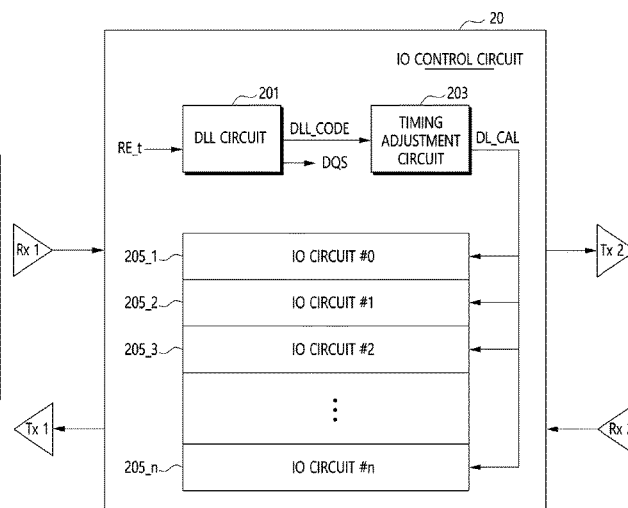 20
IO CONTROL CIRCUIT
201
203
DLL CIRCUIT
DLL_CODE
TIMING
ADJUSTMENT
CIRCUIT
DL_CAL
RE_t
DQS
Rx 1
Tx 2
205_1
IO CIRCUIT #0
205_2
IO CIRCUIT #1
205_3
IO CIRCUIT #2
Tx 1
Rx
205_n
IO CIRCUIT #n